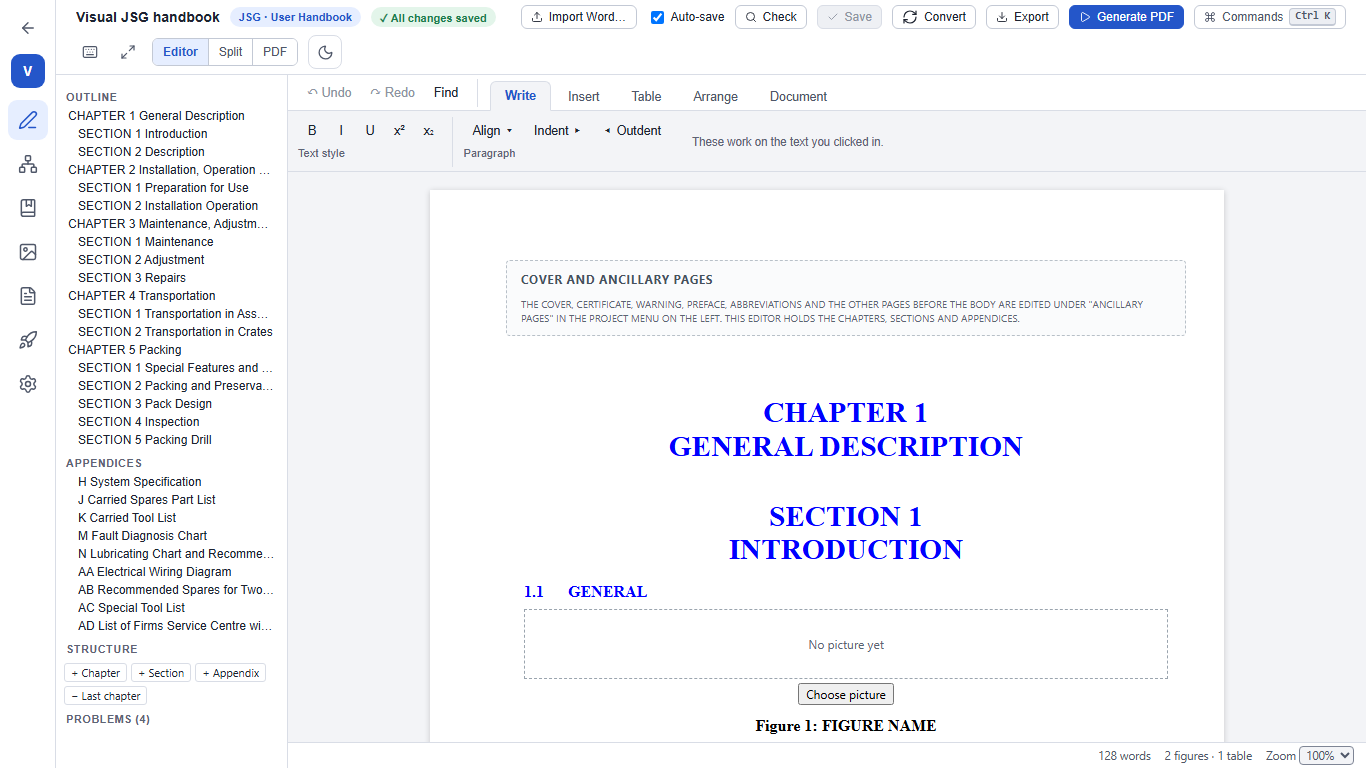 Visual JSG handbook
JSG · User Handbook
✓ All changes saved
Import Word…
Auto-save
Check
Save
Convert
Export
Generate PDF
Commands Ctrl K
Editor
Split
PDF
V
OUTLINE
CHAPTER 1 General Description
SECTION 1 Introduction
SECTION 2 Description
CHAPTER 2 Installation, Operation …
SECTION 1 Preparation for Use
SECTION 2 Installation Operation
CHAPTER 3 Maintenance, Adjustm…
SECTION 1 Maintenance
SECTION 2 Adjustment
SECTION 3 Repairs
CHAPTER 4 Transportation
SECTION 1 Transportation in Ass…
SECTION 2 Transportation in Crates
CHAPTER 5 Packing
SECTION 1 Special Features and …
SECTION 2 Packing and Preserva…
SECTION 3 Pack Design
SECTION 4 Inspection
SECTION 5 Packing Drill
APPENDICES
H System Specification
J Carried Spares Part List
K Carried Tool List
M Fault Diagnosis Chart
N Lubricating Chart and Recomme…
AA Electrical Wiring Diagram
AB Recommended Spares for Two…
AC Special Tool List
AD List of Firms Service Centre wi…
STRUCTURE
+ Chapter
+ Section
+ Appendix
− Last chapter
PROBLEMS (4)
Undo
Redo
Find
Write
Insert
Table
Arrange
Document
B
I
U
x²
x₂
Text style
Align
Indent
Outdent
Paragraph
These work on the text you clicked in.
COVER AND ANCILLARY PAGES
THE COVER, CERTIFICATE, WARNING, PREFACE, ABBREVIATIONS AND THE OTHER PAGES BEFORE THE BODY ARE EDITED UNDER "ANCILLARY
PAGES" IN THE PROJECT MENU ON THE LEFT. THIS EDITOR HOLDS THE CHAPTERS, SECTIONS AND APPENDICES.
CHAPTER 1
GENERAL DESCRIPTION
SECTION 1
INTRODUCTION
1.1 GENERAL
No picture yet
Choose picture
Figure 1: FIGURE NAME
128 words
2 figures · 1 table
Zoom 100%